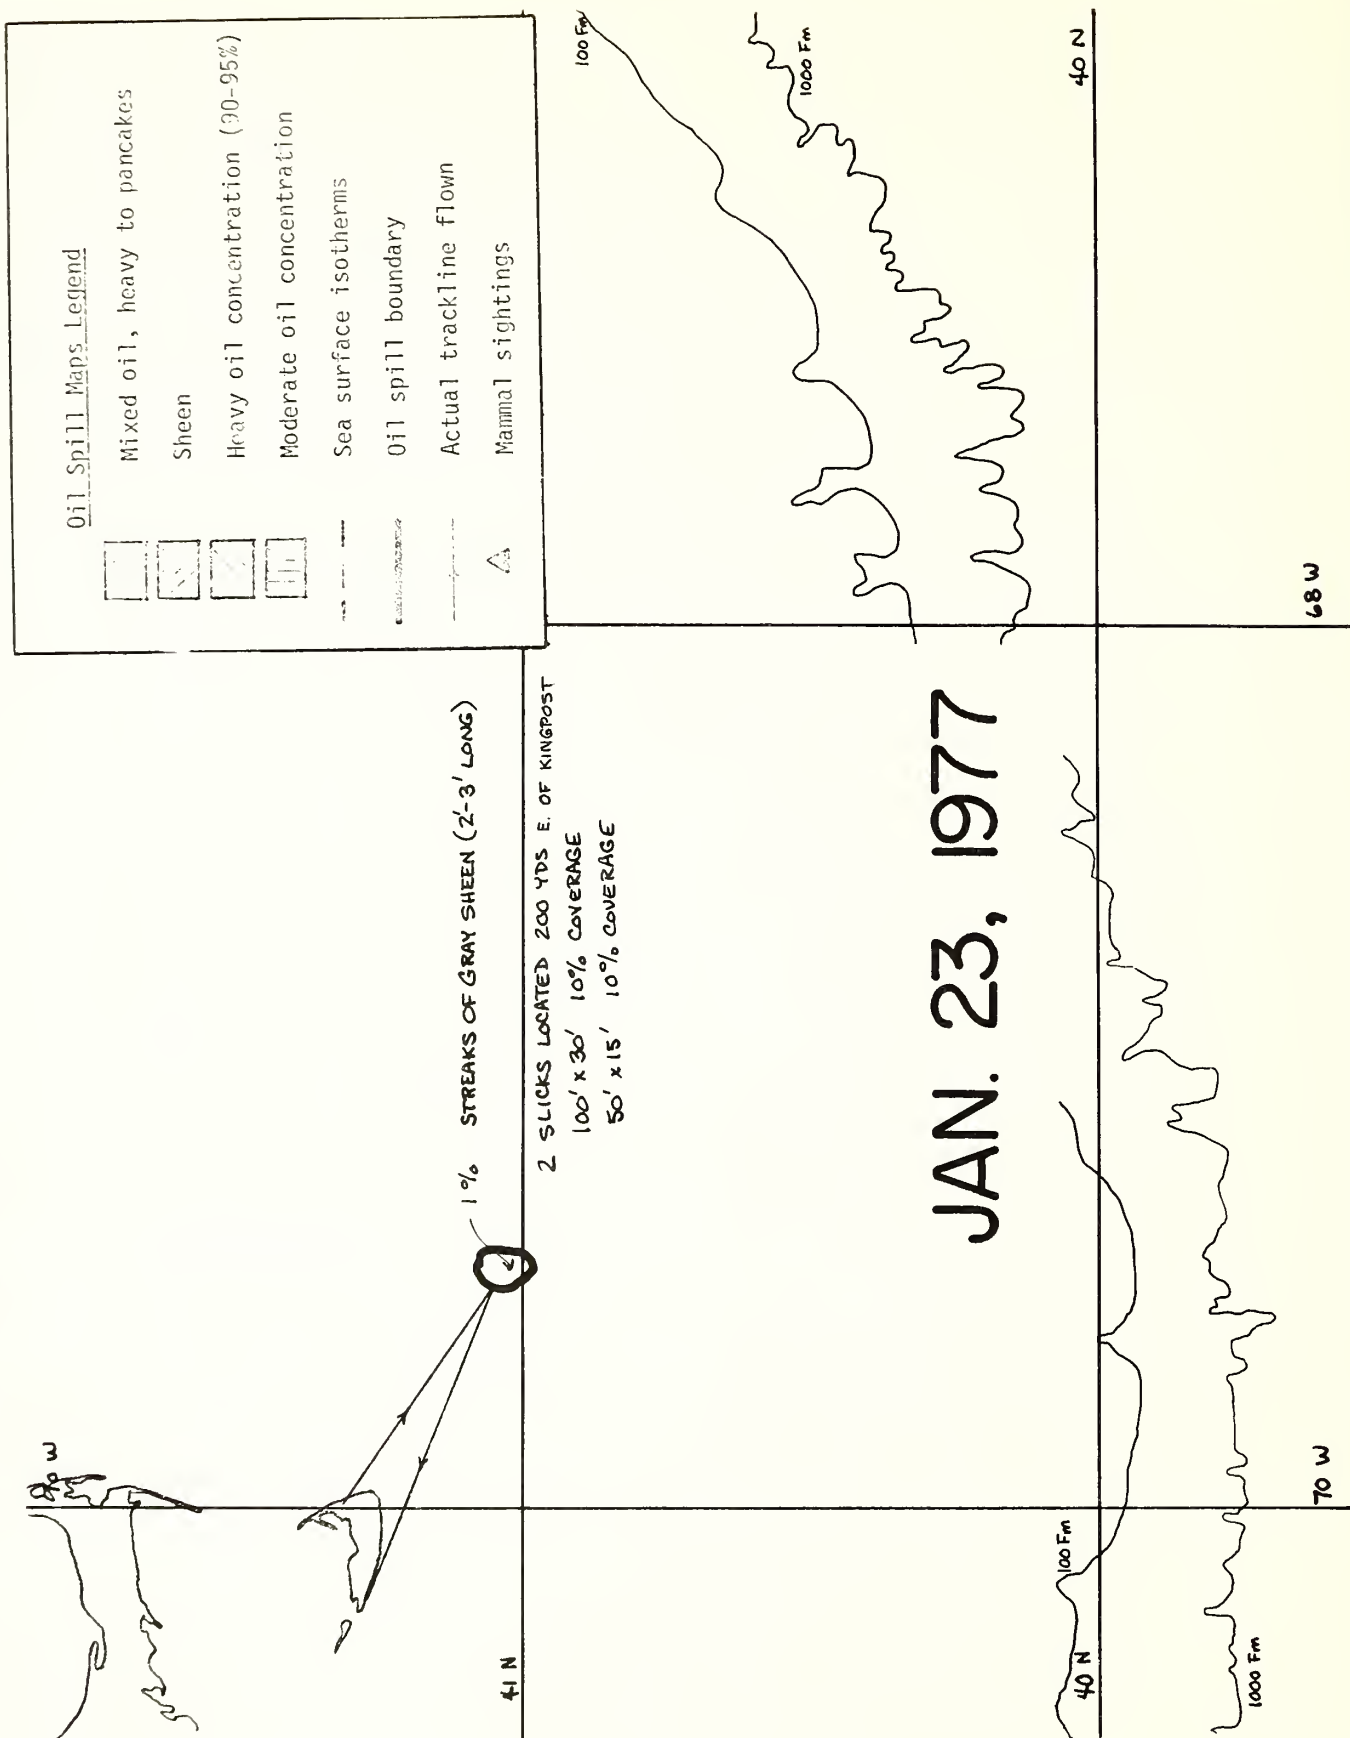 Oil Spill Maps Legend
Mixed oil, heavy to pancakes
Sheen
Heavy oil concentration (90-95%)
Moderate oil concentration
Sea surface isotherms
Oil spill boundary
Actual trackline flown
Mammal sightings
70 W
1% STREAKS OF GRAY SHEEN (2'-3' LONG)
41 N
2 SLICKS LOCATED 200 YDS E. OF KINGPOST
100' x 30' 10% COVERAGE
50' x 15' 10% COVERAGE
100 Fm
1000 Fm
JAN. 23, 1977
100 Fm
40 N
40 N
1000 Fm
70 W
68 W